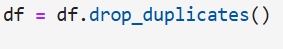 df = df.drop_duplicates()